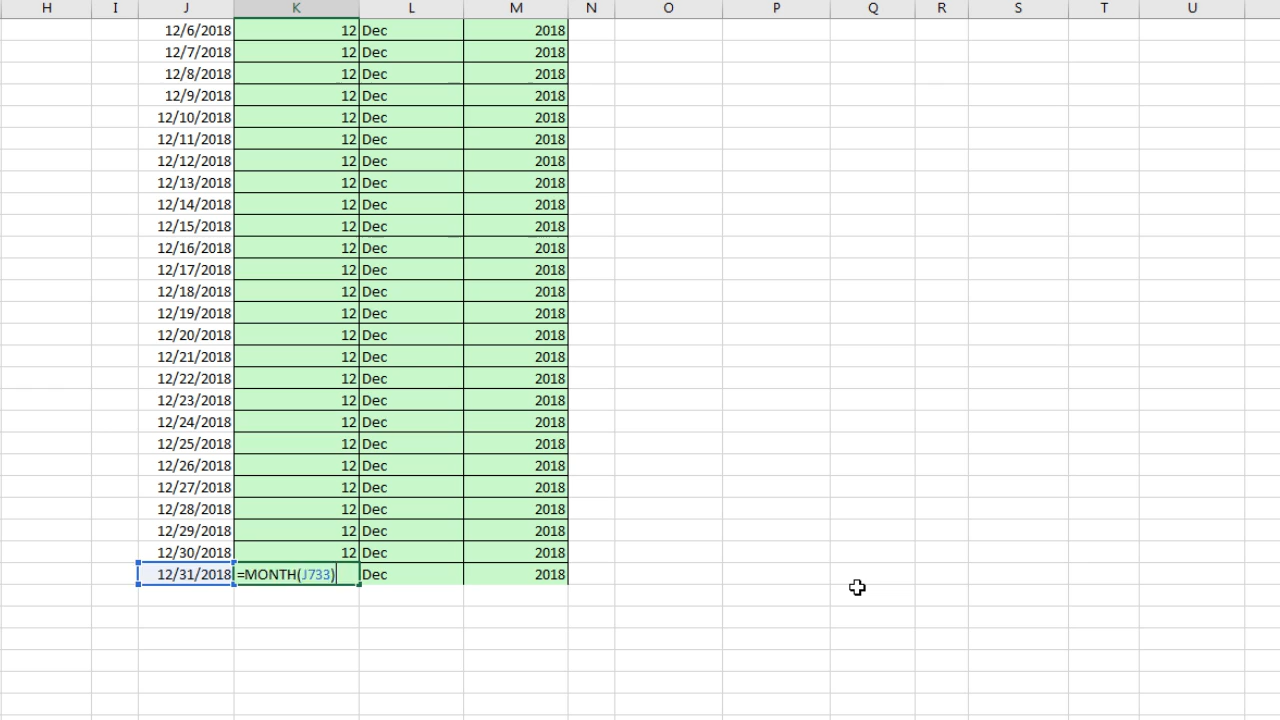 H I J K L M N O P Q R S T U
12/6/2018 12 Dec 2018
12/7/2018 12 Dec 2018
12/8/2018 12 Dec 2018
12/9/2018 12 Dec 2018
12/10/2018 12 Dec 2018
12/11/2018 12 Dec 2018
12/12/2018 12 Dec 2018
12/13/2018 12 Dec 2018
12/14/2018 12 Dec 2018
12/15/2018 12 Dec 2018
12/16/2018 12 Dec 2018
12/17/2018 12 Dec 2018
12/18/2018 12 Dec 2018
12/19/2018 12 Dec 2018
12/20/2018 12 Dec 2018
12/21/2018 12 Dec 2018
12/22/2018 12 Dec 2018
12/23/2018 12 Dec 2018
12/24/2018 12 Dec 2018
12/25/2018 12 Dec 2018
12/26/2018 12 Dec 2018
12/27/2018 12 Dec 2018
12/28/2018 12 Dec 2018
12/29/2018 12 Dec 2018
12/30/2018 12 Dec 2018
12/31/2018 =MONTH(J733) Dec 2018